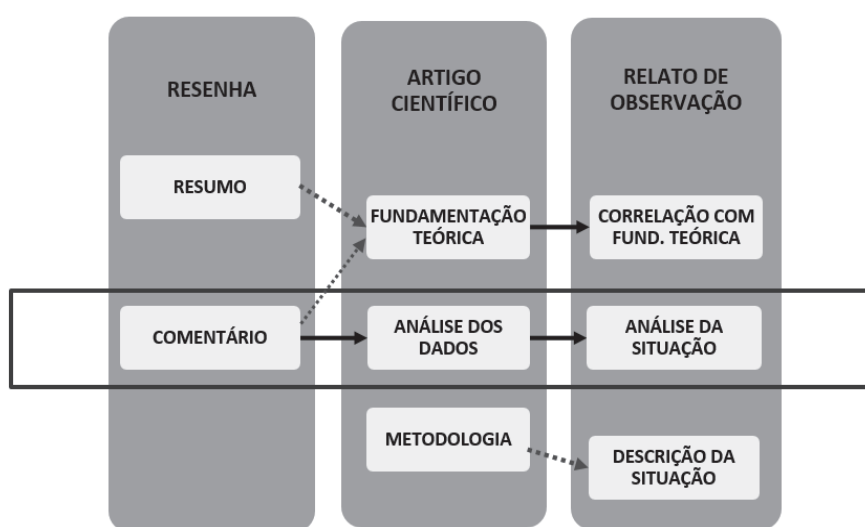 RESENHA
RESUMO
COMENTÁRIO
ARTIGO
CIENTÍFICO
FUNDAMENTAÇÃO
TEÓRICA
ANÁLISE DOS
DADOS
METODOLOGIA
RELATO DE
OBSERVAÇÃO
CORRELAÇÃO COM
FUND. TEÓRICA
ANÁLISE DA
SITUAÇÃO
DESCRIÇÃO DA
SITUAÇÃO